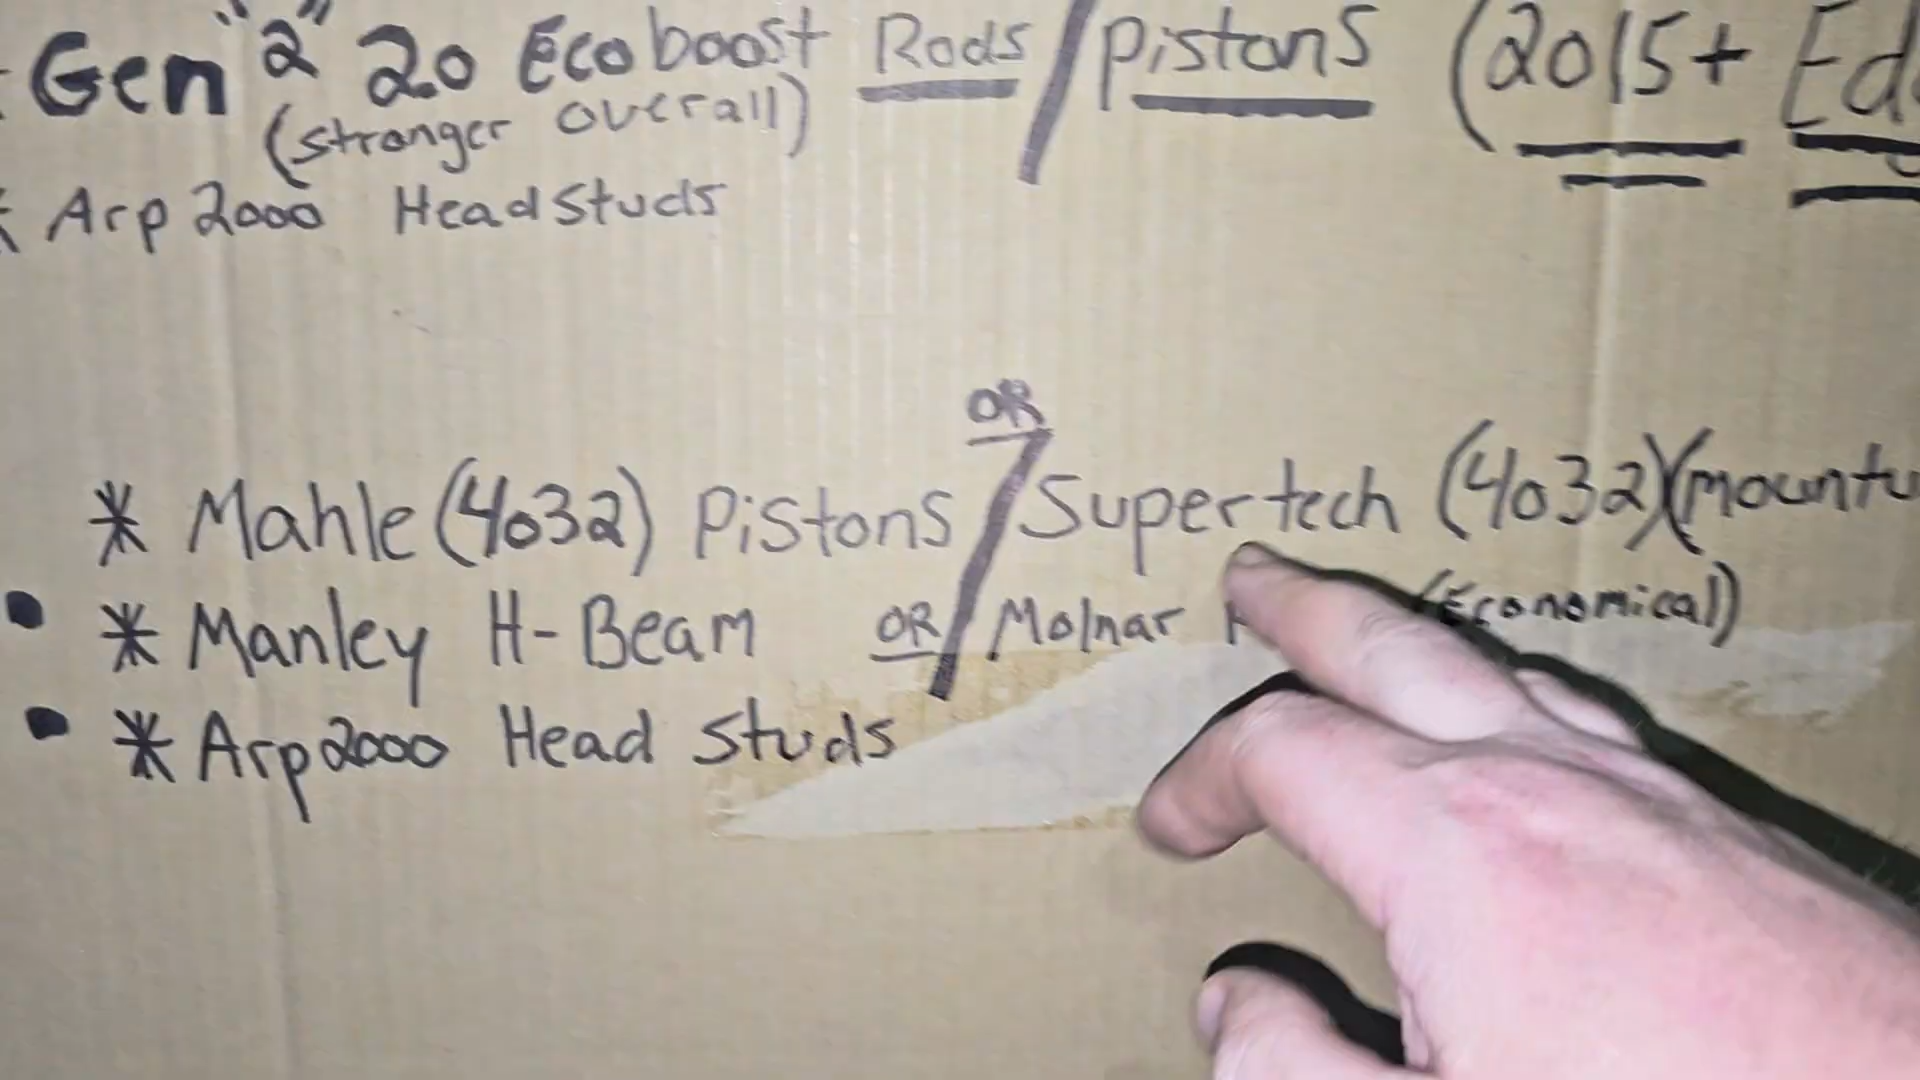 Gen "2" 2.0 Ecoboost Rods / Pistons (2015+
(stronger overall)
Arp 2000 Head Studs
OR
* Mahle (4032) Pistons / Supertech (4032)
* Manley H-Beam OR / Molnar (Economical)
* Arp 2000 Head Studs